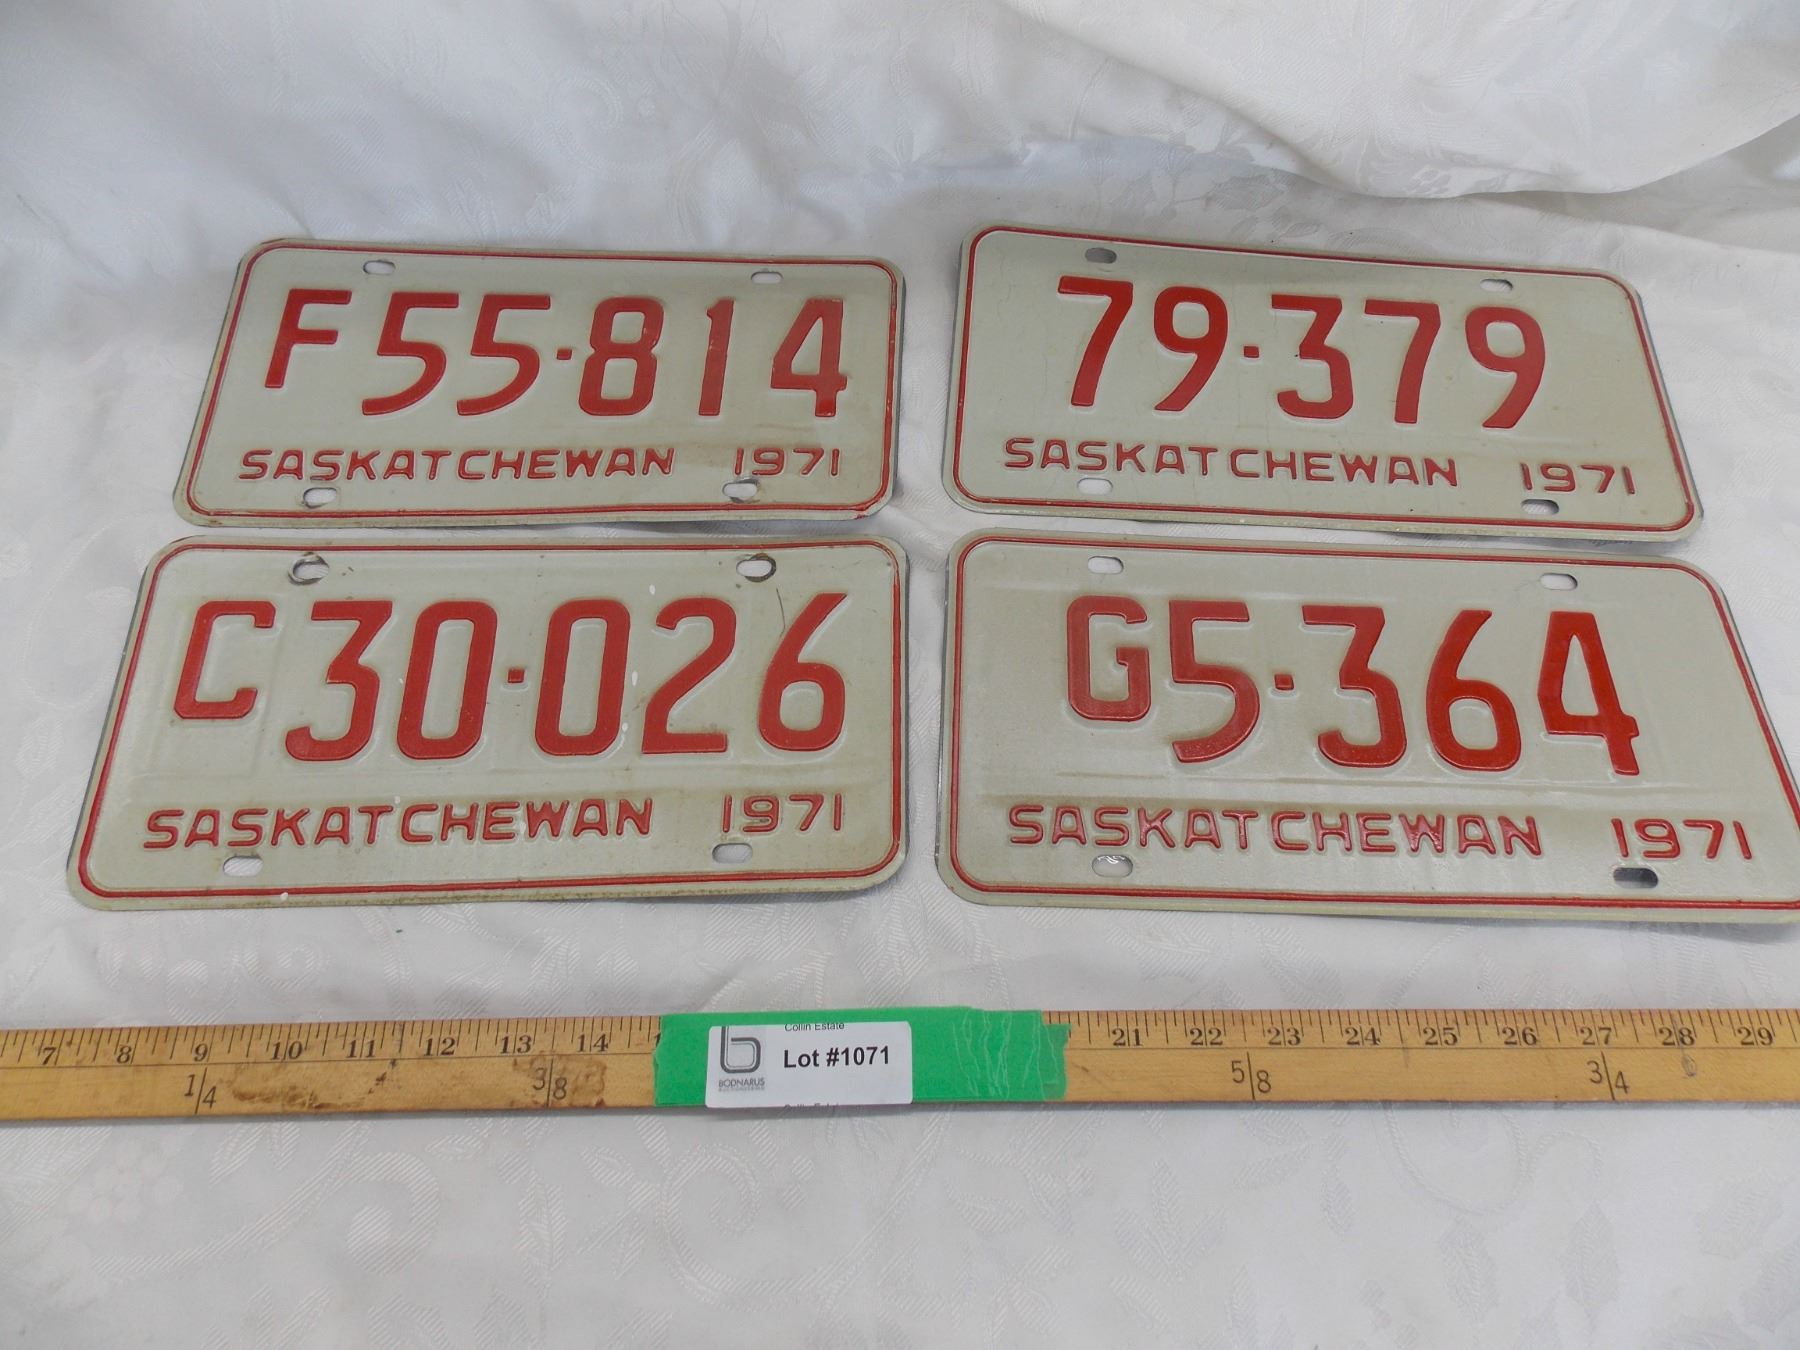 F55·814
SASKATCHEWAN 1971
79·379
SASKATCHEWAN 1971
C30·026
SASKATCHEWAN 1971
G5·364
SASKATCHEWAN 1971
Collin Estate
Lot #1071
BODNARUS
7 8 9 10 11 12 13 14 21 22 23 24 25 26 27 28 29
1/4 3/8 5/8 3/4